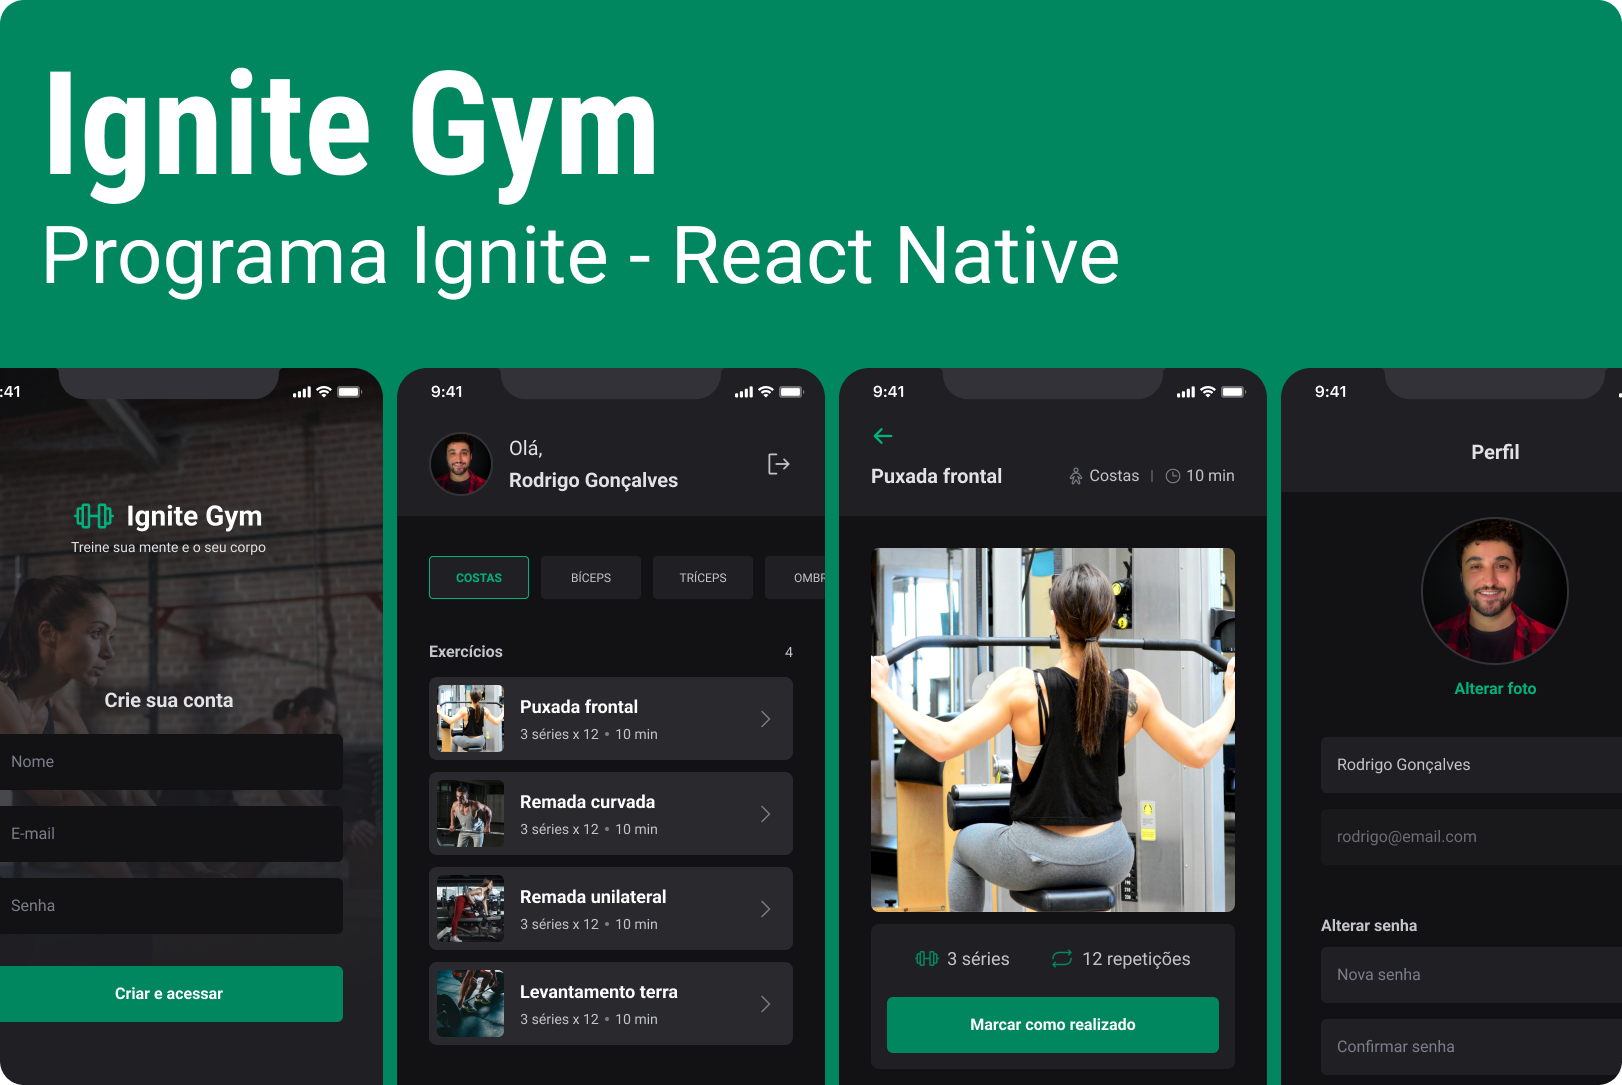 Ignite Gym
Programa Ignite - React Native
:41
Ignite Gym
Treine sua mente e o seu corpo
Crie sua conta
Nome
E-mail
Senha
Criar e acessar
9:41
Olá,
Rodrigo Gonçalves
COSTAS BÍCEPS TRÍCEPS OMBR
Exercícios 4
Puxada frontal
3 séries x 12 • 10 min
Remada curvada
3 séries x 12 • 10 min
Remada unilateral
3 séries x 12 • 10 min
Levantamento terra
3 séries x 12 • 10 min
9:41
Puxada frontal Costas | 10 min
3 séries 12 repetições
Marcar como realizado
9:41
Perfil
Alterar foto
Rodrigo Gonçalves
rodrigo@email.com
Alterar senha
Nova senha
Confirmar senha